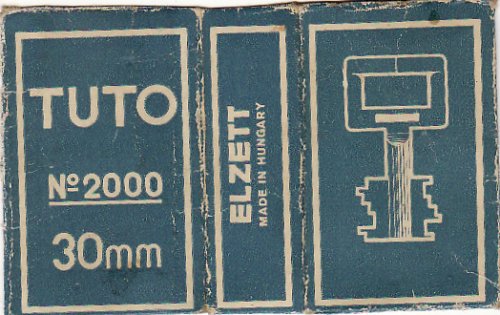 TUTO
№2000
30mm
ELZETT
MADE IN HUNGARY